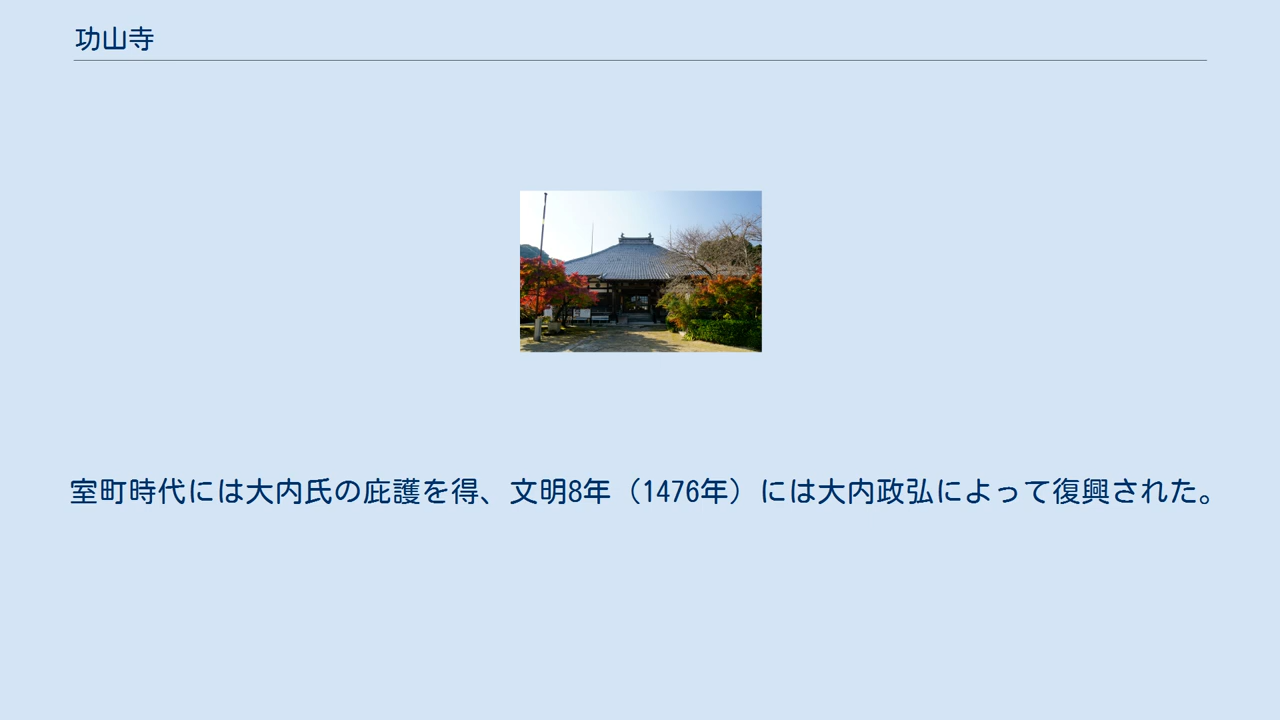 功山寺
室町時代には大内氏の庇護を得、文明8年（1476年）には大内政弘によって復興された。